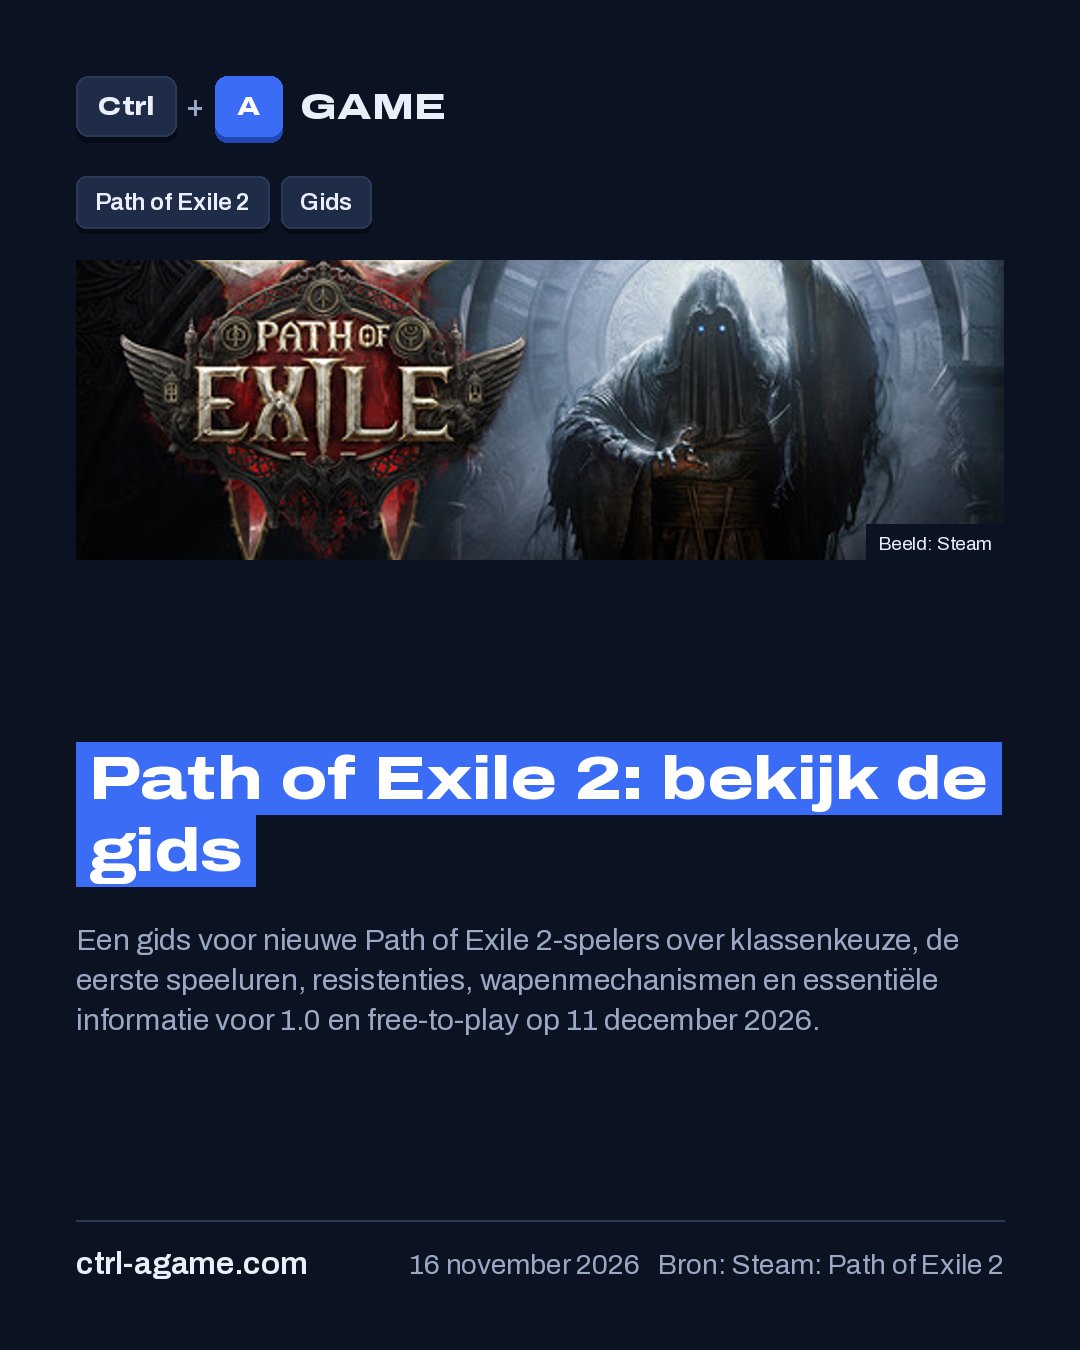 Ctrl + A GAME
Path of Exile 2 Gids
PATH OF
EXILE
Beeld: Steam
Path of Exile 2: bekijk de
gids
Een gids voor nieuwe Path of Exile 2-spelers over klassenkeuze, de
eerste speeluren, resistenties, wapenmechanismen en essentiële
informatie voor 1.0 en free-to-play op 11 december 2026.
ctrl-agame.com 16 november 2026 Bron: Steam: Path of Exile 2